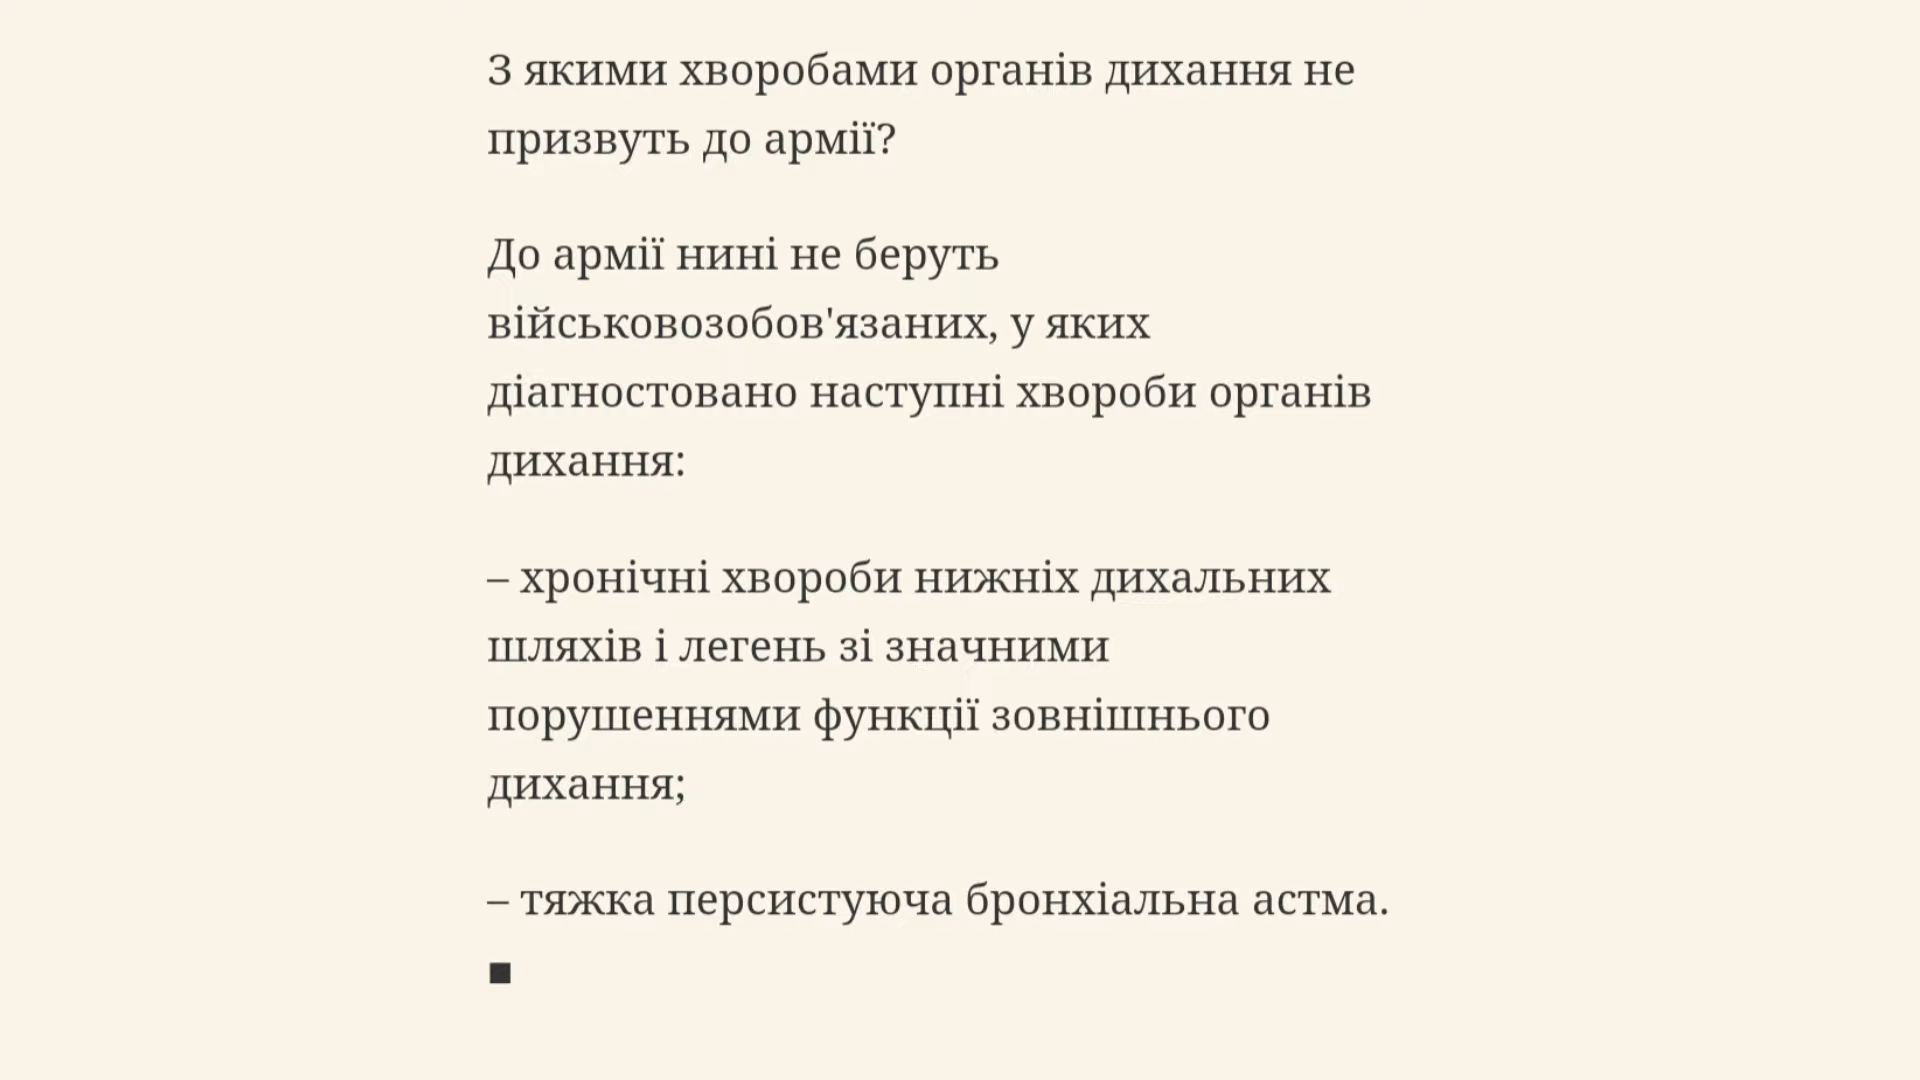 З якими хворобами органів дихання не
призвуть до армії?
До армії нині не беруть
військовозобов'язаних, у яких
діагностовано наступні хвороби органів
дихання:
– хронічні хвороби нижніх дихальних
шляхів і легень зі значними
порушеннями функції зовнішнього
дихання;
– тяжка персистуюча бронхіальна астма.
■